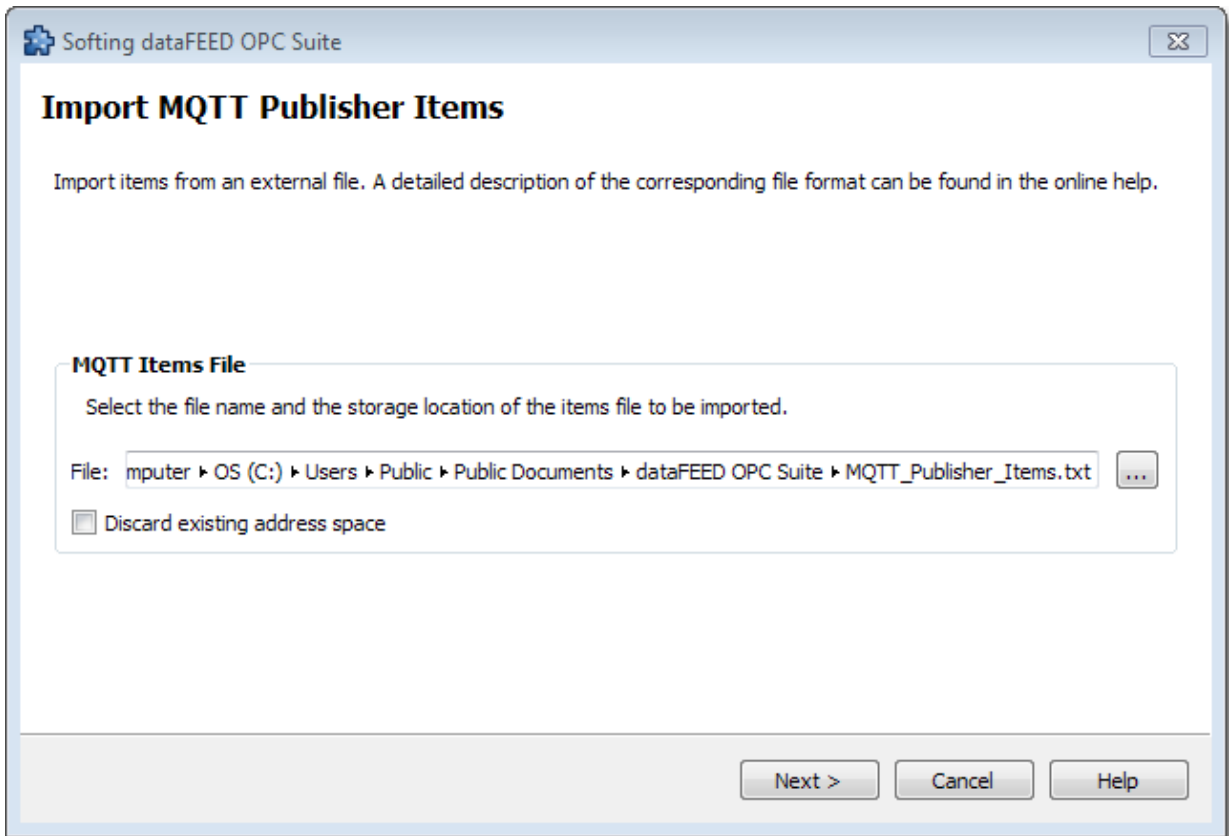 Softing dataFEED OPC Suite
Import MQTT Publisher Items
Import items from an external file. A detailed description of the corresponding file format can be found in the online help.
MQTT Items File
Select the file name and the storage location of the items file to be imported.
File: mputer ▸ OS (C:) ▸ Users ▸ Public ▸ Public Documents ▸ dataFEED OPC Suite ▸ MQTT_Publisher_Items.txt ...
Discard existing address space
Next > Cancel Help